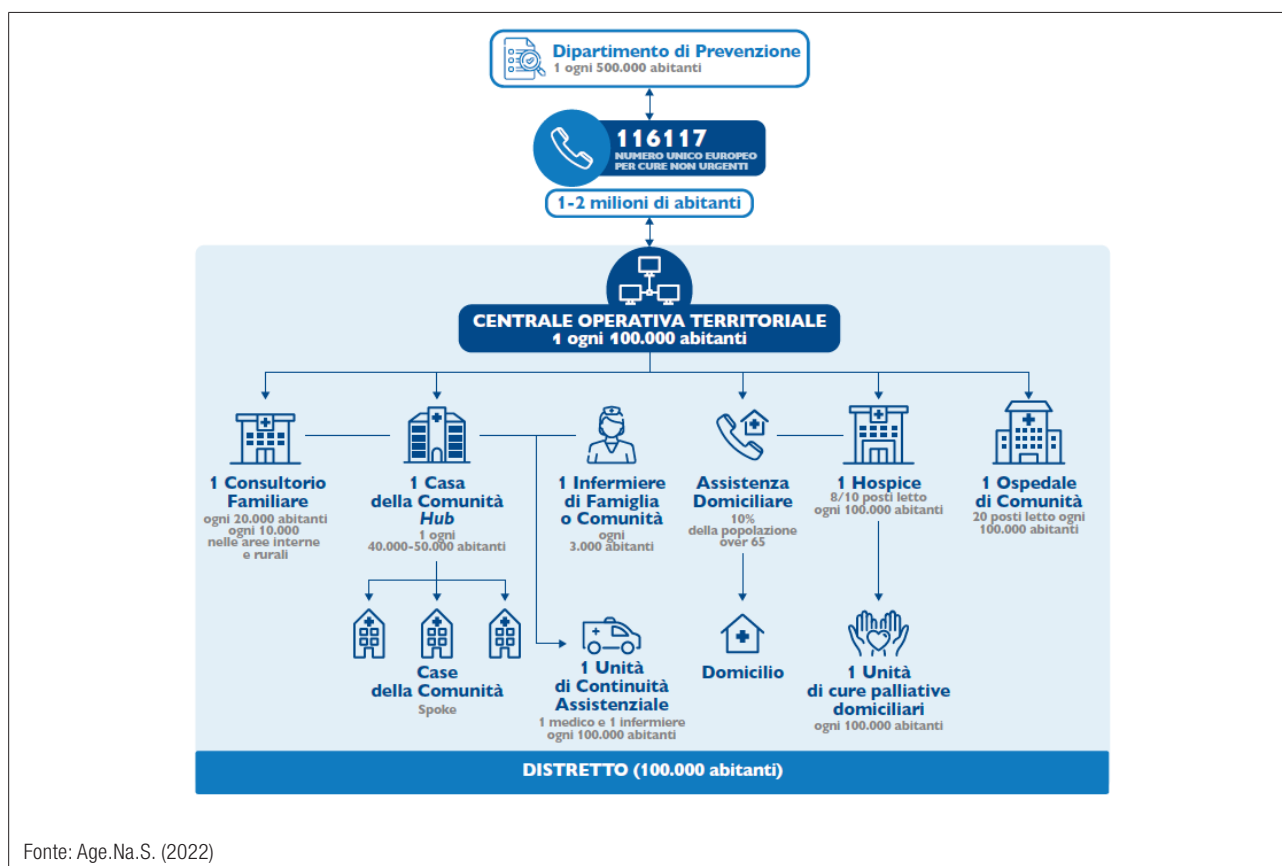 Dipartimento di Prevenzione
1 ogni 500.000 abitanti
116117
NUMERO UNICO EUROPEO
PER CURE NON URGENTI
1-2 milioni di abitanti
CENTRALE OPERATIVA TERRITORIALE
1 ogni 100.000 abitanti
1 Consultorio
Familiare
ogni 20.000 abitanti
ogni 10.000
nelle aree interne
e rurali
1 Casa
della Comunità
Hub
1 ogni
40.000-50.000 abitanti
1 Infermiere
di Famiglia
o Comunità
ogni
3.000 abitanti
Assistenza
Domiciliare
10%
della popolazione
over 65
1 Hospice
8/10 posti letto
ogni 100.000 abitanti
1 Ospedale
di Comunità
20 posti letto ogni
100.000 abitanti
Case
della Comunità
Spoke
1 Unità
di Continuità
Assistenziale
1 medico e 1 infermiere
ogni 100.000 abitanti
Domicilio
1 Unità
di cure palliative
domiciliari
ogni 100.000 abitanti
DISTRETTO (100.000 abitanti)
Fonte: Age.Na.S. (2022)